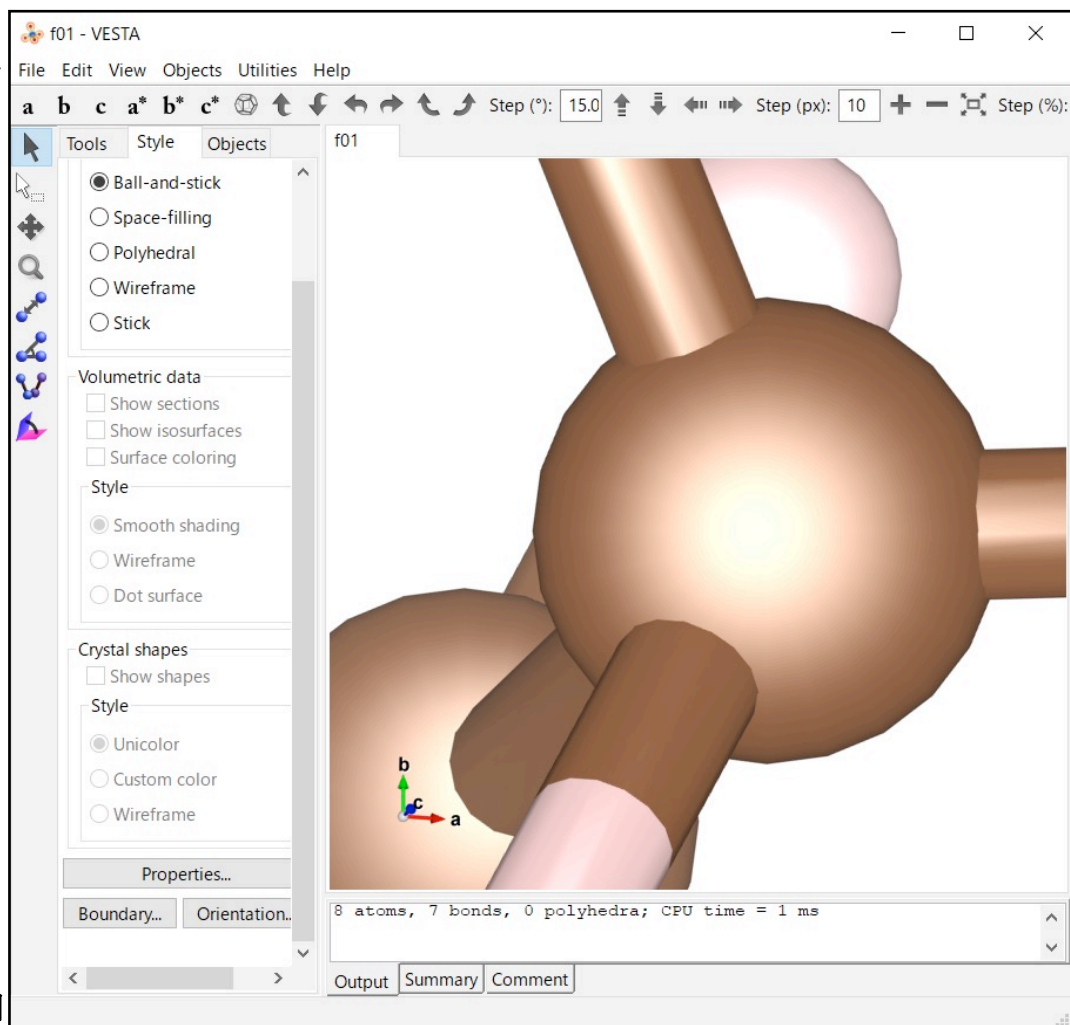 f01 - VESTA
File Edit View Objects Utilities Help
a b c a* b* c* Step (°): 15.0 Step (px): 10 Step (%):
Tools Style Objects
f01
Ball-and-stick
Space-filling
Polyhedral
Wireframe
Stick
Volumetric data
Show sections
Show isosurfaces
Surface coloring
Style
Smooth shading
Wireframe
Dot surface
Crystal shapes
Show shapes
Style
Unicolor
Custom color
Wireframe
Properties...
Boundary... Orientation..
b
c
a
8 atoms, 7 bonds, 0 polyhedra; CPU time = 1 ms
Output Summary Comment